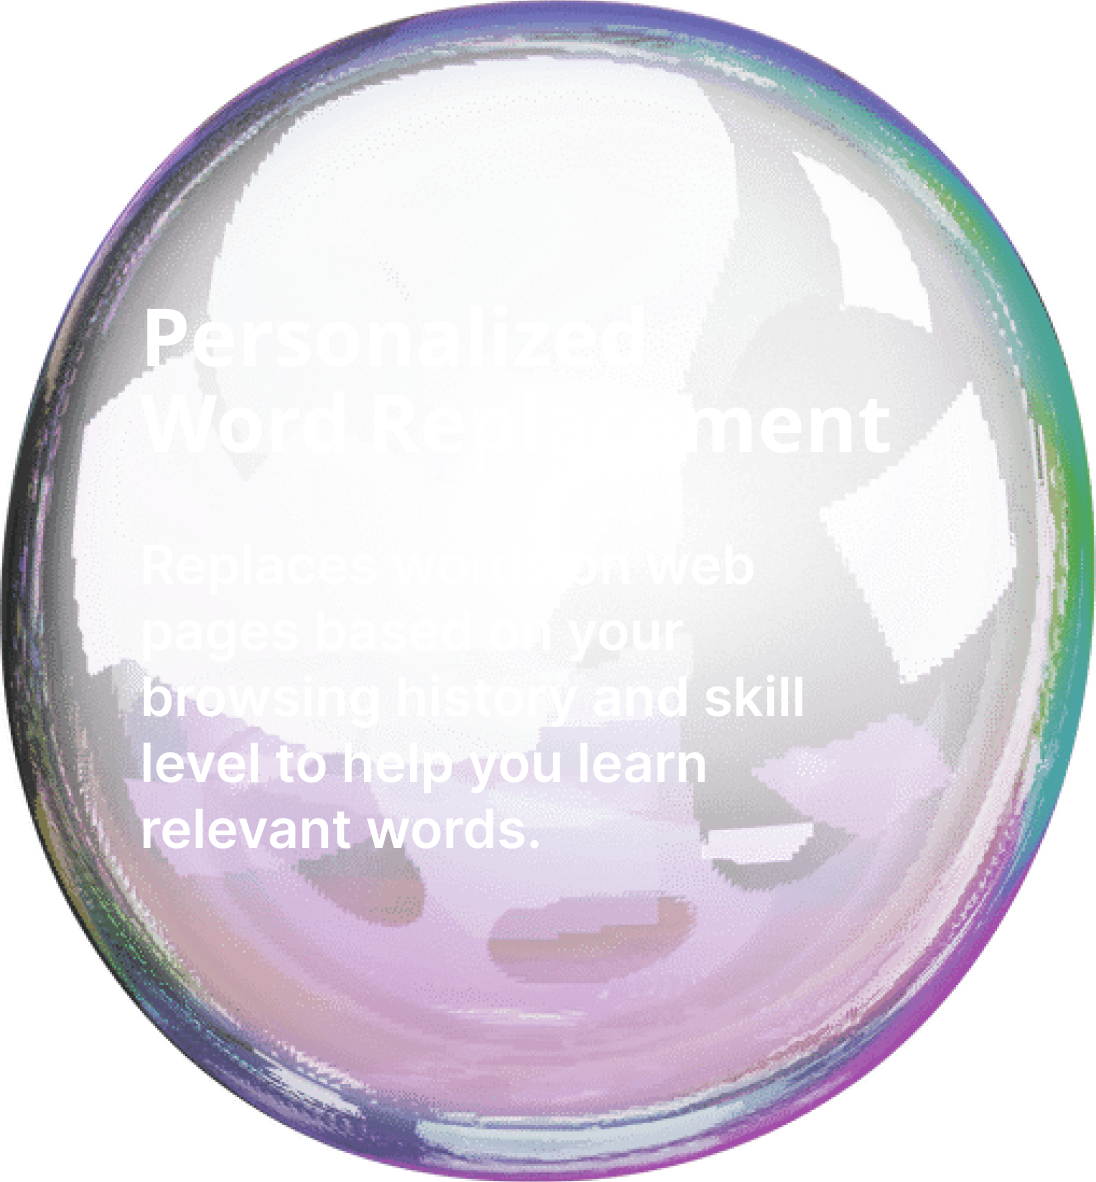 Personalized
Word Replacement
Replaces words on web
pages based on your
browsing history and skill
level to help you learn
relevant words.